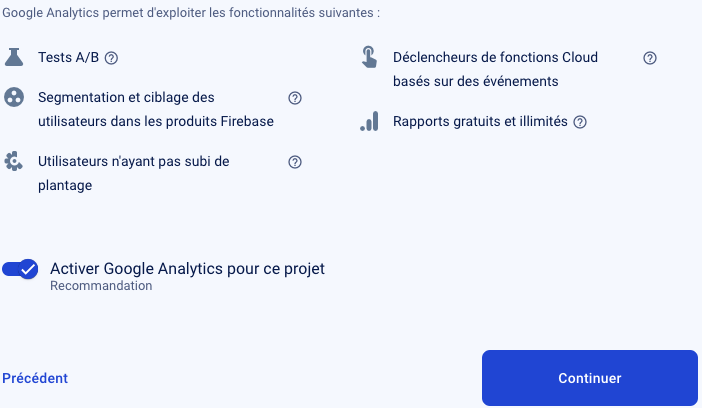 Google Analytics permet d'exploiter les fonctionnalités suivantes :
Tests A/B
Segmentation et ciblage des
utilisateurs dans les produits Firebase
Utilisateurs n'ayant pas subi de
plantage
Déclencheurs de fonctions Cloud
basés sur des événements
Rapports gratuits et illimités
Activer Google Analytics pour ce projet
Recommandation
Précédent
Continuer